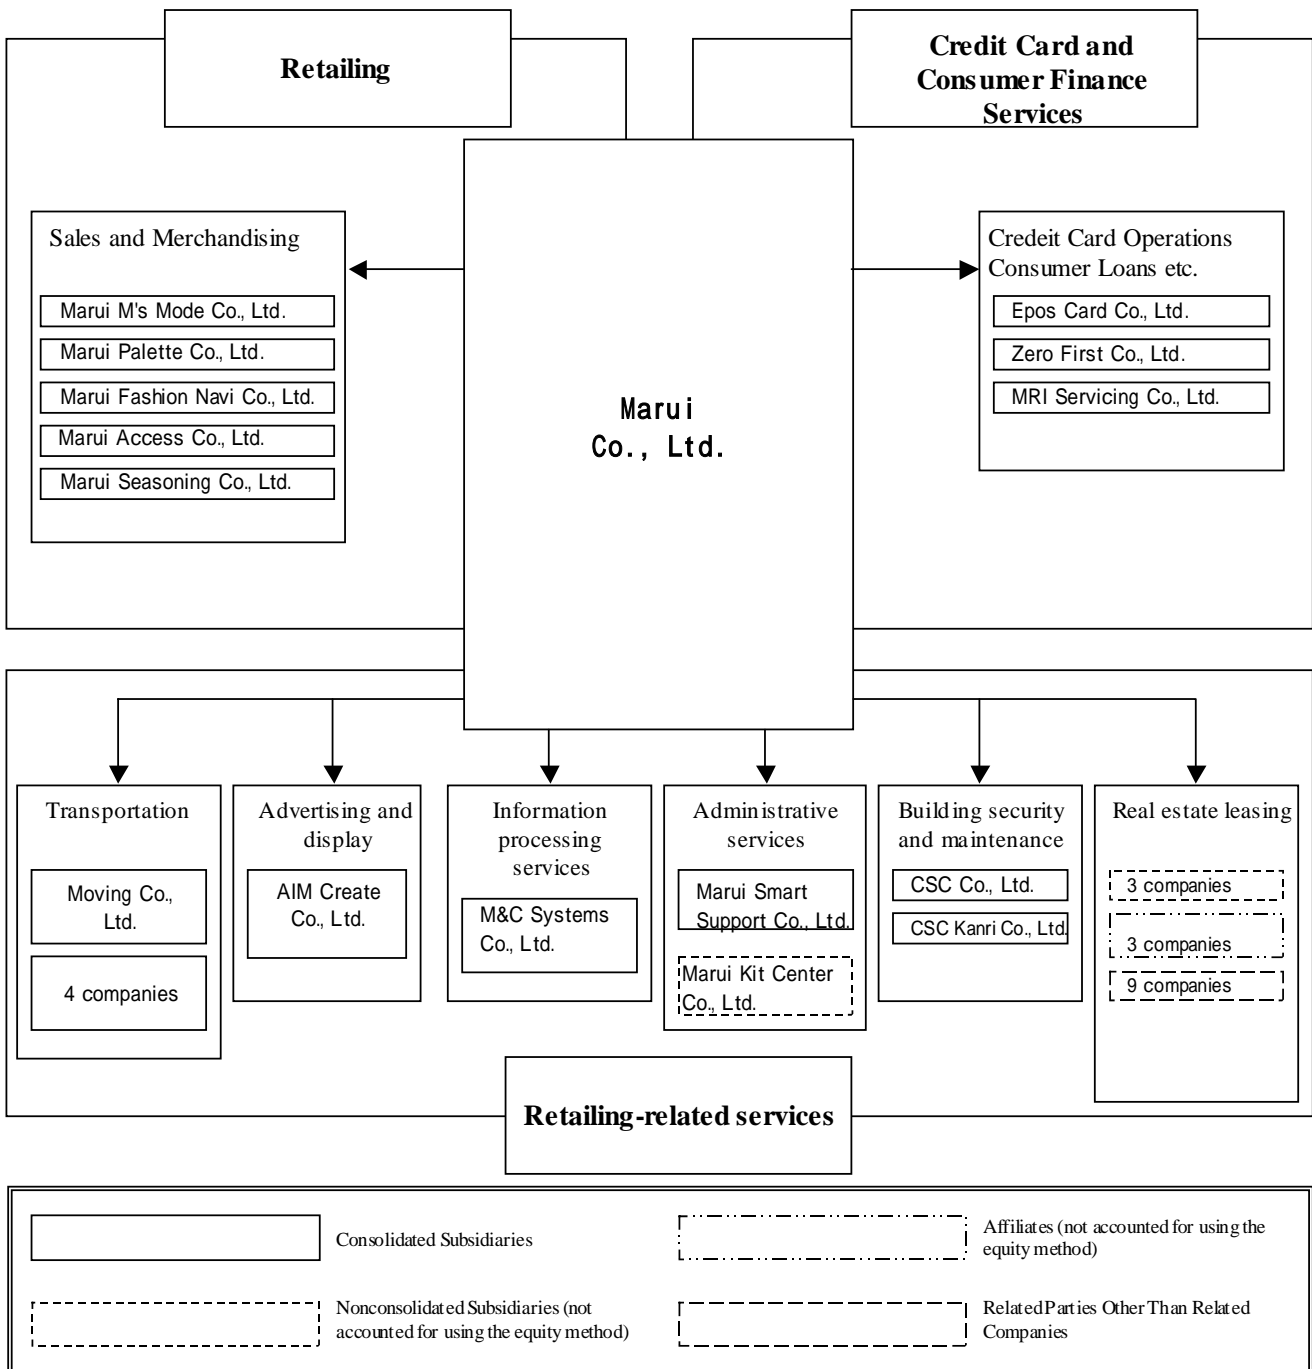 Retailing
Credit Card and
Consumer Finance
Services
Sales and Merchandising
Marui M's Mode Co., Ltd.
Marui Palette Co., Ltd.
Marui Fashion Navi Co., Ltd.
Marui Access Co., Ltd.
Marui Seasoning Co., Ltd.
Marui
Co., Ltd.
Credeit Card Operations
Consumer Loans etc.
Epos Card Co., Ltd.
Zero First Co., Ltd.
MRI Servicing Co., Ltd.
Transportation
Moving Co.,
Ltd.
4 companies
Advertising and
display
AIM Create
Co., Ltd.
Information
processing
services
M&C Systems
Co., Ltd.
Administrative
services
Marui Smart
Support Co., Ltd.
Marui Kit Center
Co., Ltd.
Building security
and maintenance
CSC Co., Ltd.
CSC Kanri Co., Ltd.
Real estate leasing
3 companies
3 companies
9 companies
Retailing-related services
Consolidated Subsidiaries
Affiliates (not accounted for using the
equity method)
Nonconsolidated Subsidiaries (not
accounted for using the equity method)
Related Parties Other Than Related
Companies